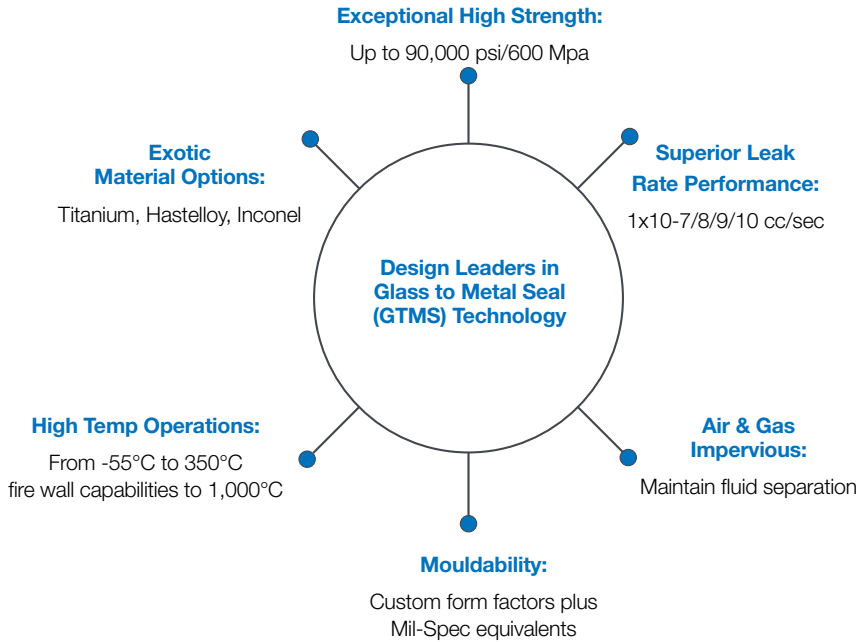 Exceptional High Strength:
Up to 90,000 psi/600 Mpa
Exotic
Material Options:
Titanium, Hastelloy, Inconel
Superior Leak
Rate Performance:
1x10-7/8/9/10 cc/sec
Design Leaders in
Glass to Metal Seal
(GTMS) Technology
High Temp Operations:
From -55°C to 350°C
fire wall capabilities to 1,000°C
Air & Gas
Impervious:
Maintain fluid separation
Mouldability:
Custom form factors plus
Mil-Spec equivalents